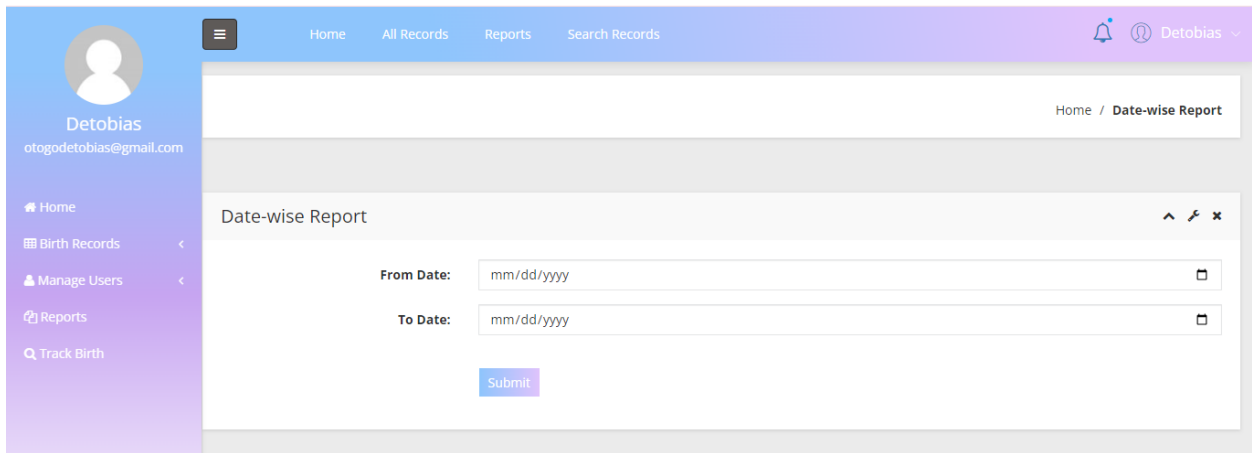 Home All Records Reports Search Records Detobias
Detobias
otogodetobias@gmail.com
Home / Date-wise Report
Home
Birth Records
Manage Users
Reports
Track Birth
Date-wise Report
From Date: mm/dd/yyyy
To Date: mm/dd/yyyy
Submit